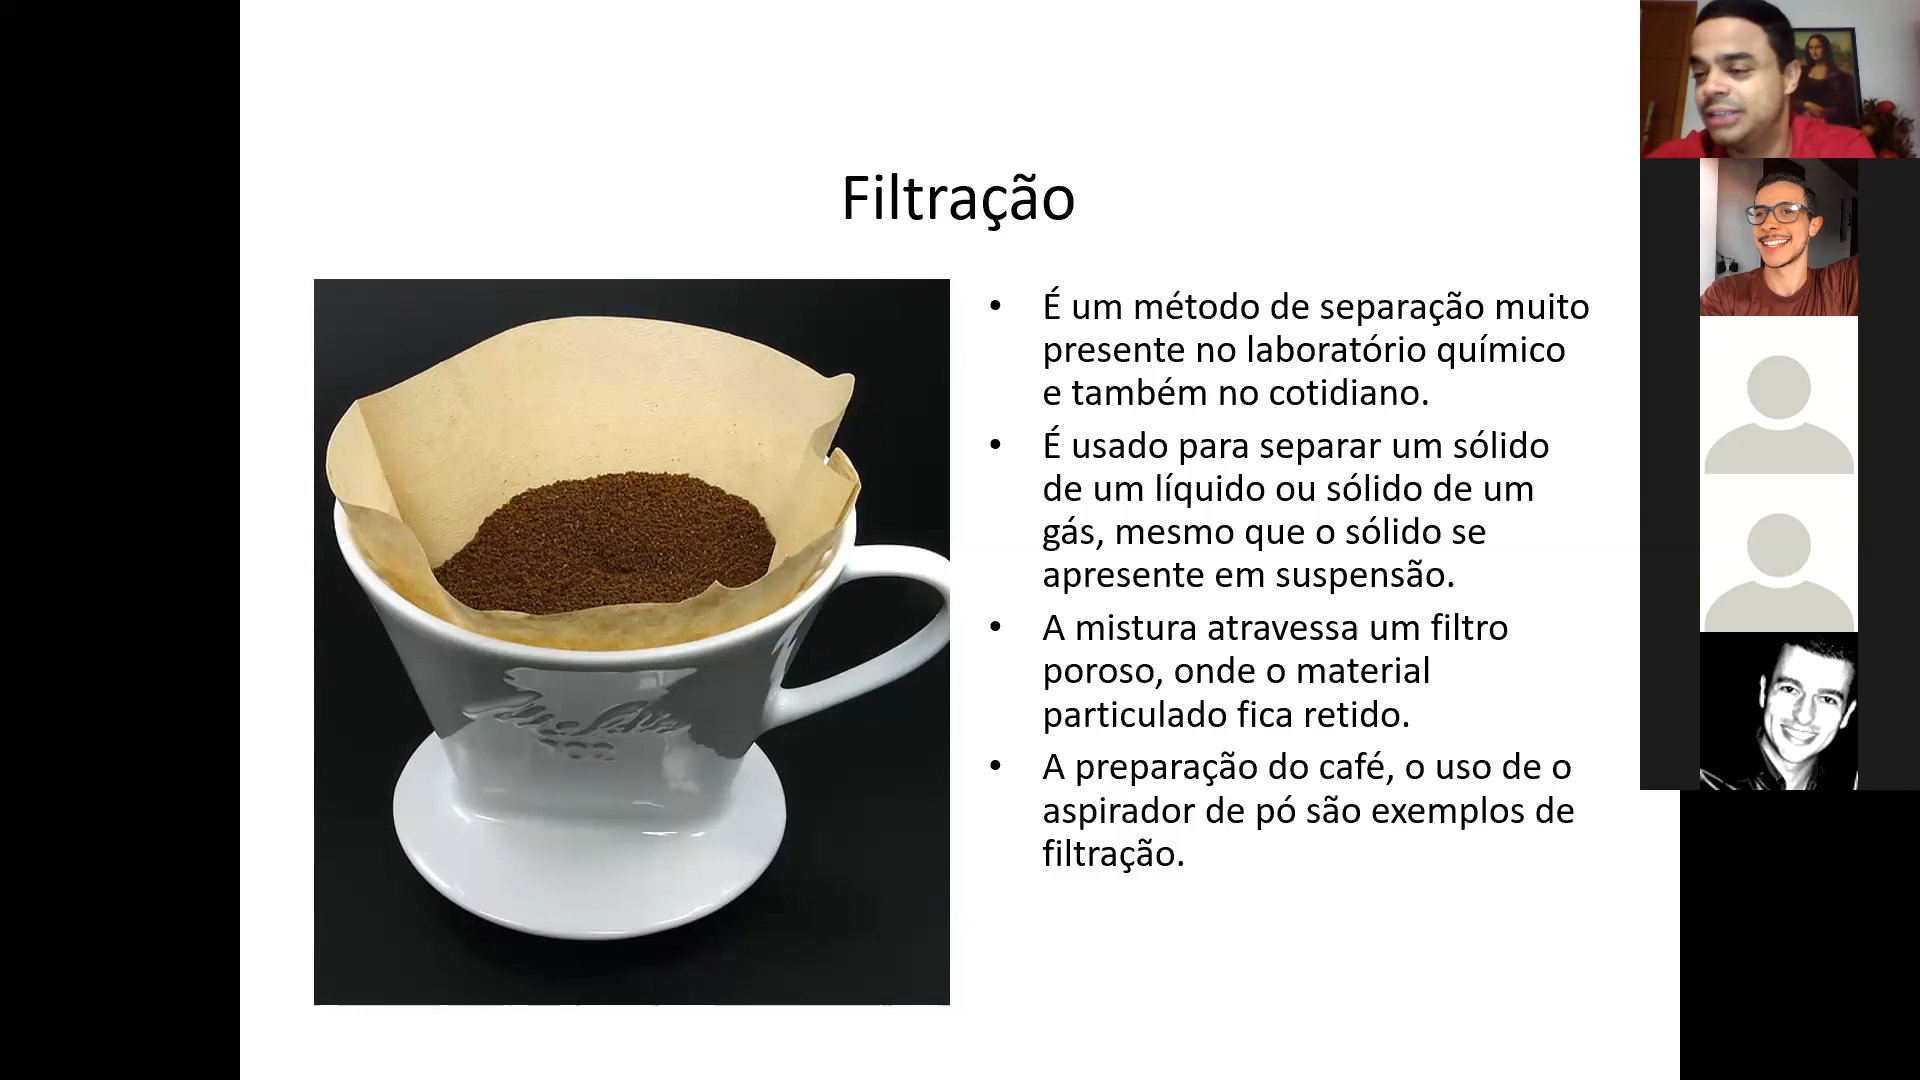 Filtração
• É um método de separação muito
presente no laboratório químico
e também no cotidiano.
• É usado para separar um sólido
de um líquido ou sólido de um
gás, mesmo que o sólido se
apresente em suspensão.
• A mistura atravessa um filtro
poroso, onde o material
particulado fica retido.
• A preparação do café, o uso de o
aspirador de pó são exemplos de
filtração.